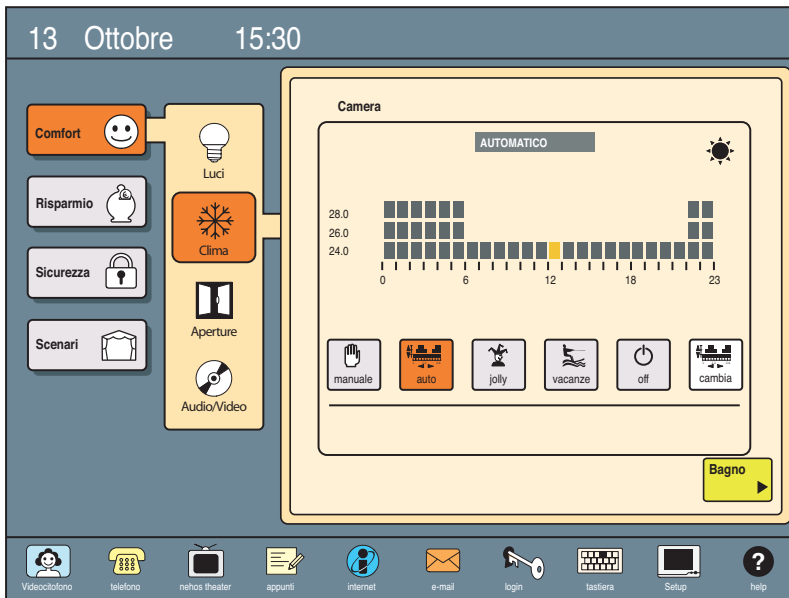 13 Ottobre 15:30
Comfort
Risparmio
Sicurezza
Scenari
Luci
Clima
Aperture
Audio/Video
Camera
AUTOMATICO
28.0
26.0
24.0
0 6 12 18 23
manuale auto jolly vacanze off cambia
Bagno
Videocitofono telefono nehos theater appunti internet e-mail login tastiera Setup help